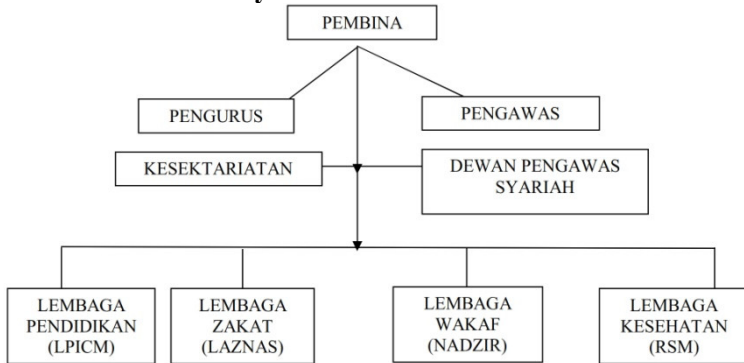 PEMBINA
PENGURUS
PENGAWAS
KESEKTARIATAN
DEWAN PENGAWAS
SYARIAH
LEMBAGA
PENDIDIKAN
(LPICM)
LEMBAGA
ZAKAT
(LAZNAS)
LEMBAGA
WAKAF
(NADZIR)
LEMBAGA
KESEHATAN
(RSM)